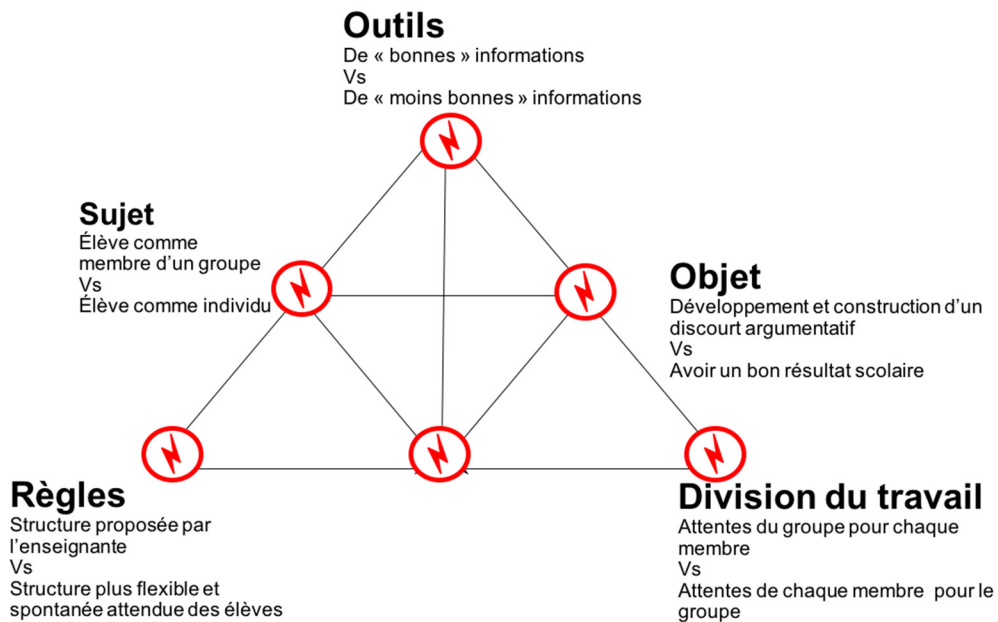 Outils
De « bonnes » informations
Vs
De « moins bonnes » informations
Sujet
Élève comme
membre d'un groupe
Vs
Élève comme individu
Objet
Développement et construction d'un
discourt argumentatif
Vs
Avoir un bon résultat scolaire
Règles
Structure proposée par
l'enseignante
Vs
Structure plus flexible et
spontanée attendue des élèves
Division du travail
Attentes du groupe pour chaque
membre
Vs
Attentes de chaque membre pour le
groupe